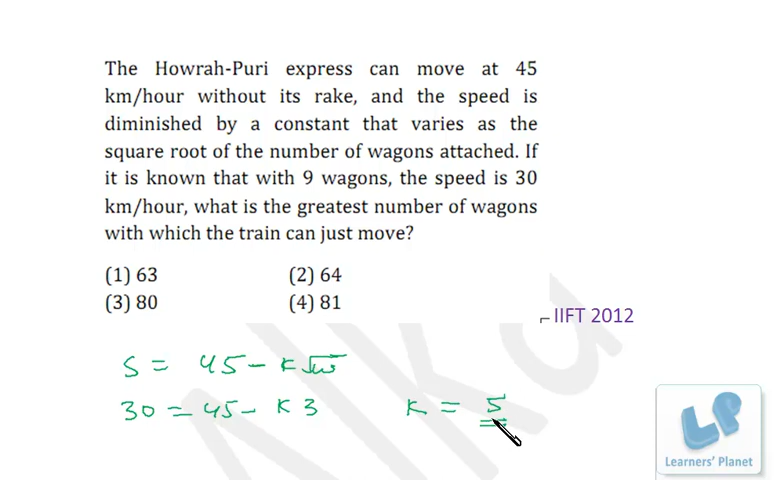 The Howrah-Puri express can move at 45
km/hour without its rake, and the speed is
diminished by a constant that varies as the
square root of the number of wagons attached. If
it is known that with 9 wagons, the speed is 30
km/hour, what is the greatest number of wagons
with which the train can just move?
(1) 63 (2) 64
(3) 80 (4) 81
IIFT 2012
S = 45 - K √w
30 = 45 - K 3 K = 5
LP
Learners' Planet
Alka